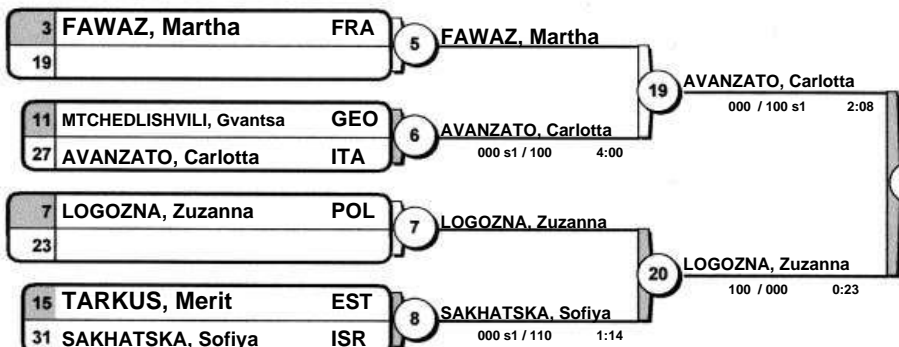 3 FAWAZ, Martha FRA
19
5
FAWAZ, Martha
11 MTCHEDLISHVILI, Gvantsa GEO
27 AVANZATO, Carlotta ITA
6
AVANZATO, Carlotta
000 s1 / 100 4:00
19
AVANZATO, Carlotta
000 / 100 s1 2:08
7 LOGOZNA, Zuzanna POL
23
7
LOGOZNA, Zuzanna
15 TARKUS, Merit EST
31 SAKHATSKA, Sofiya ISR
8
SAKHATSKA, Sofiya
000 s1 / 110 1:14
20
LOGOZNA, Zuzanna
100 / 000 0:23